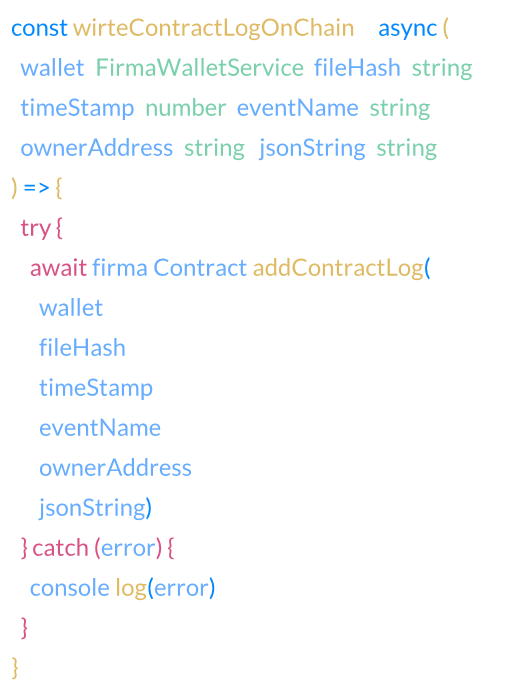 const wirteContractLogOnChain async (
wallet FirmaWalletService fileHash string
timeStamp number eventName string
ownerAddress string jsonString string
) => {
try {
await firma Contract addContractLog(
wallet
fileHash
timeStamp
eventName
ownerAddress
jsonString)
} catch (error) {
console log(error)
}
}